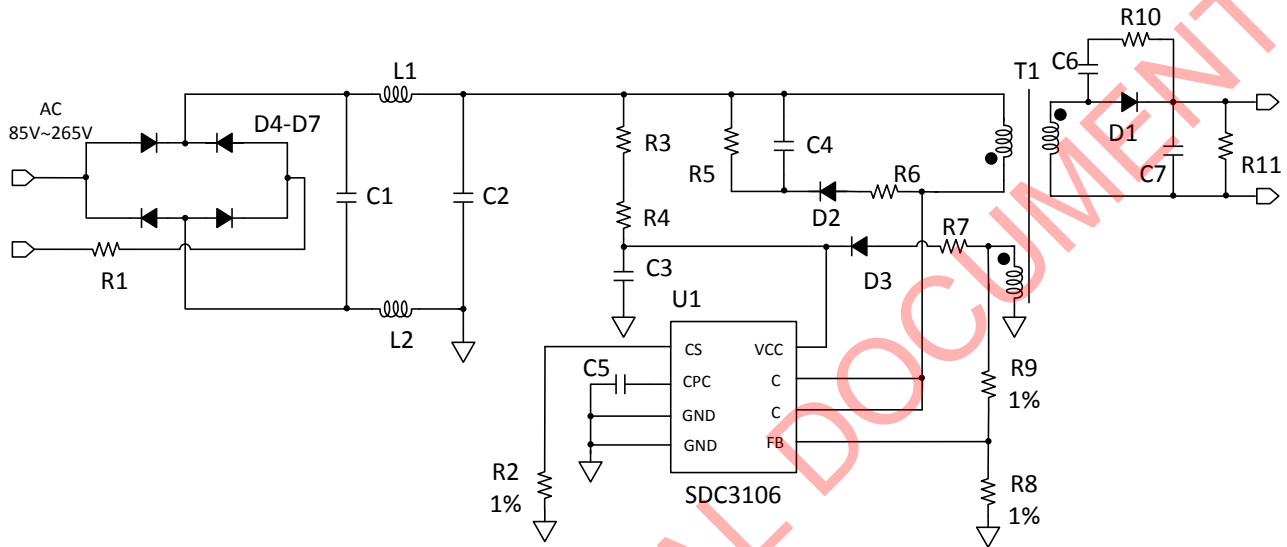 R10
C6
T1
L1
AC
85V~265V
D4-D7
D1
R3
C4
R5
R6
C7
R11
C1
C2
D2
R4
R7
C3
D3
R1
U1
L2
CS
VCC
C5
CPC
C
R9
1%
GND
C
GND
FB
R2
1%
SDC3106
R8
1%
DOCUMENT